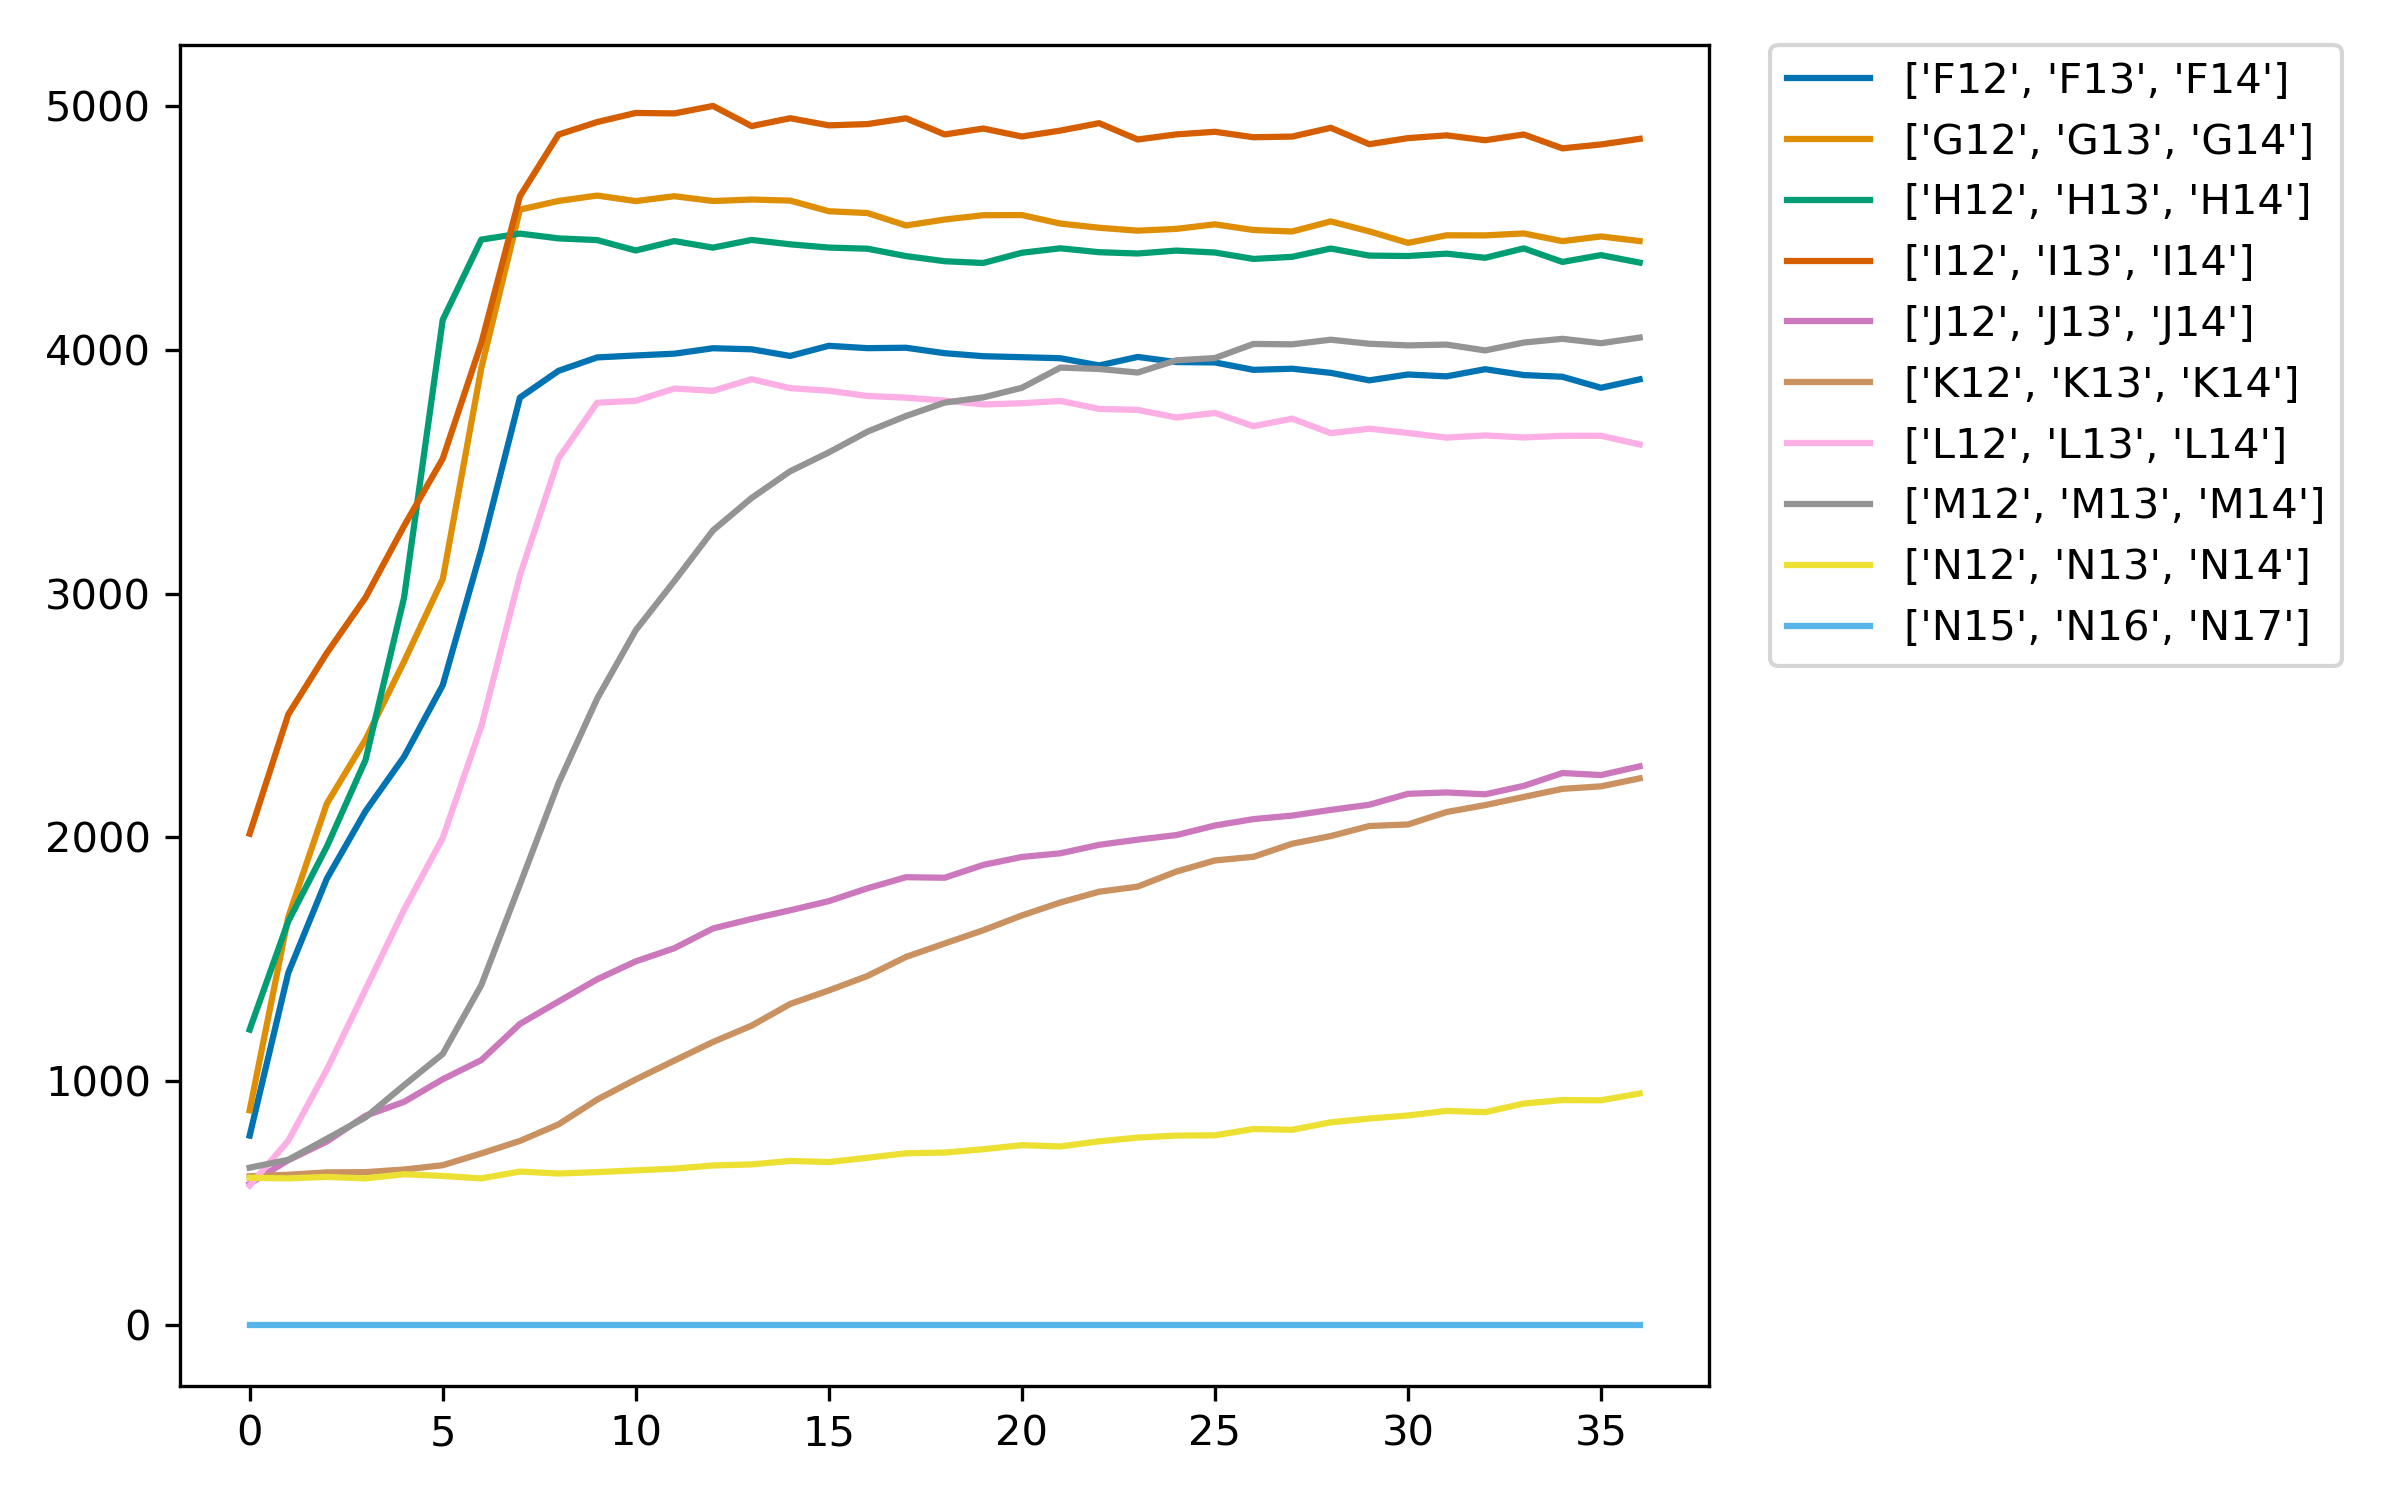 5000
4000
3000
2000
1000
0
0 5 10 15 20 25 30 35
['F12', 'F13', 'F14']
['G12', 'G13', 'G14']
['H12', 'H13', 'H14']
['I12', 'I13', 'I14']
['J12', 'J13', 'J14']
['K12', 'K13', 'K14']
['L12', 'L13', 'L14']
['M12', 'M13', 'M14']
['N12', 'N13', 'N14']
['N15', 'N16', 'N17']